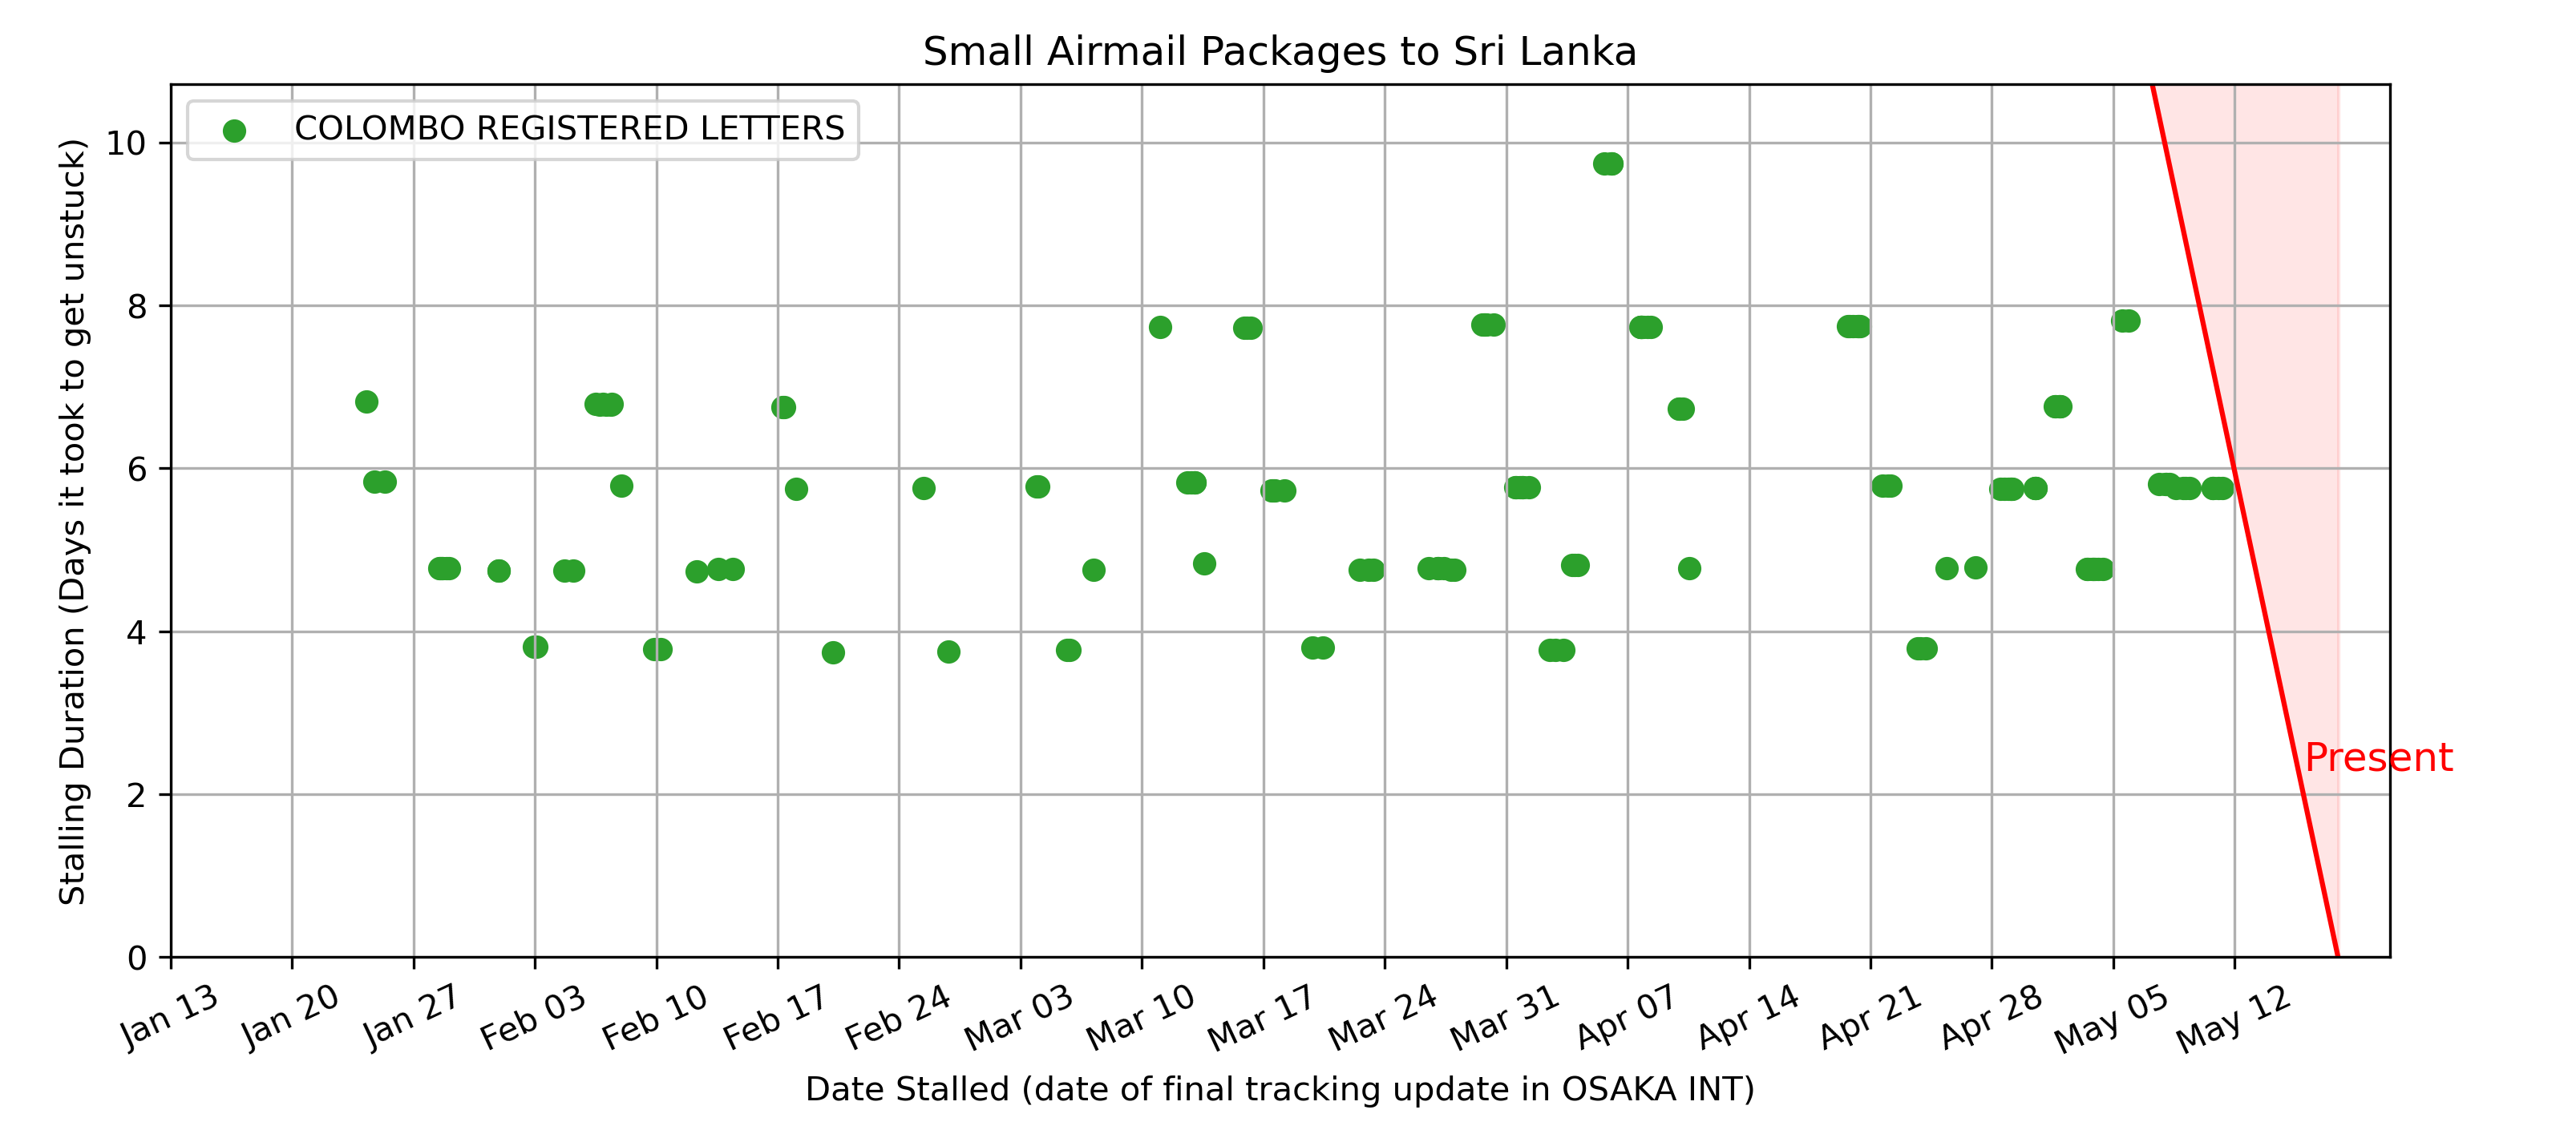 Small Airmail Packages to Sri Lanka
COLOMBO REGISTERED LETTERS
Stalling Duration (Days it took to get unstuck)
10
8
6
4
2
0
Present
Jan 13
Jan 20
Jan 27
Feb 03
Feb 10
Feb 17
Feb 24
Mar 03
Mar 10
Mar 17
Mar 24
Mar 31
Apr 07
Apr 14
Apr 21
Apr 28
May 05
May 12
Date Stalled (date of final tracking update in OSAKA INT)